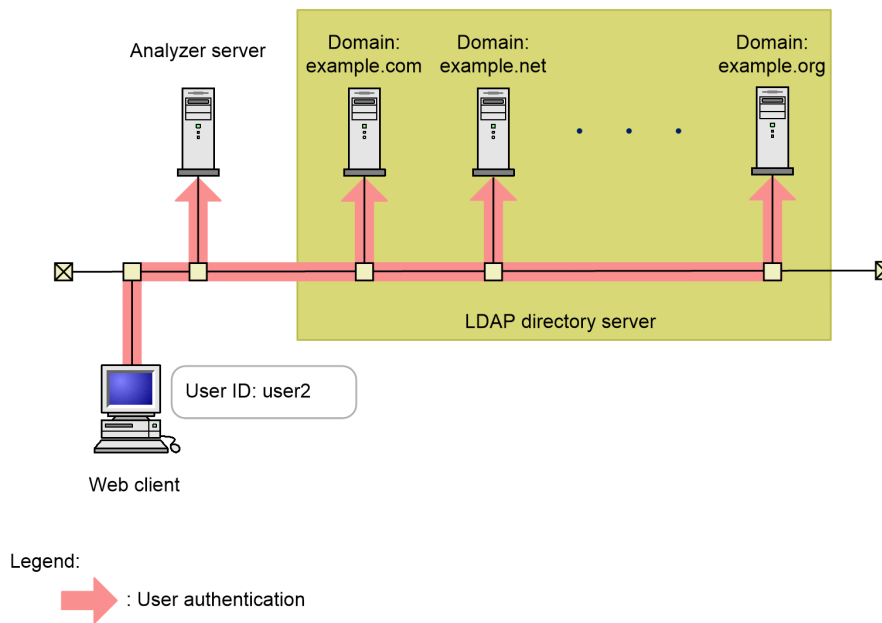 Analyzer server
Domain:
example.com
Domain:
example.net
Domain:
example.org
LDAP directory server
User ID: user2
Web client
Legend:
: User authentication